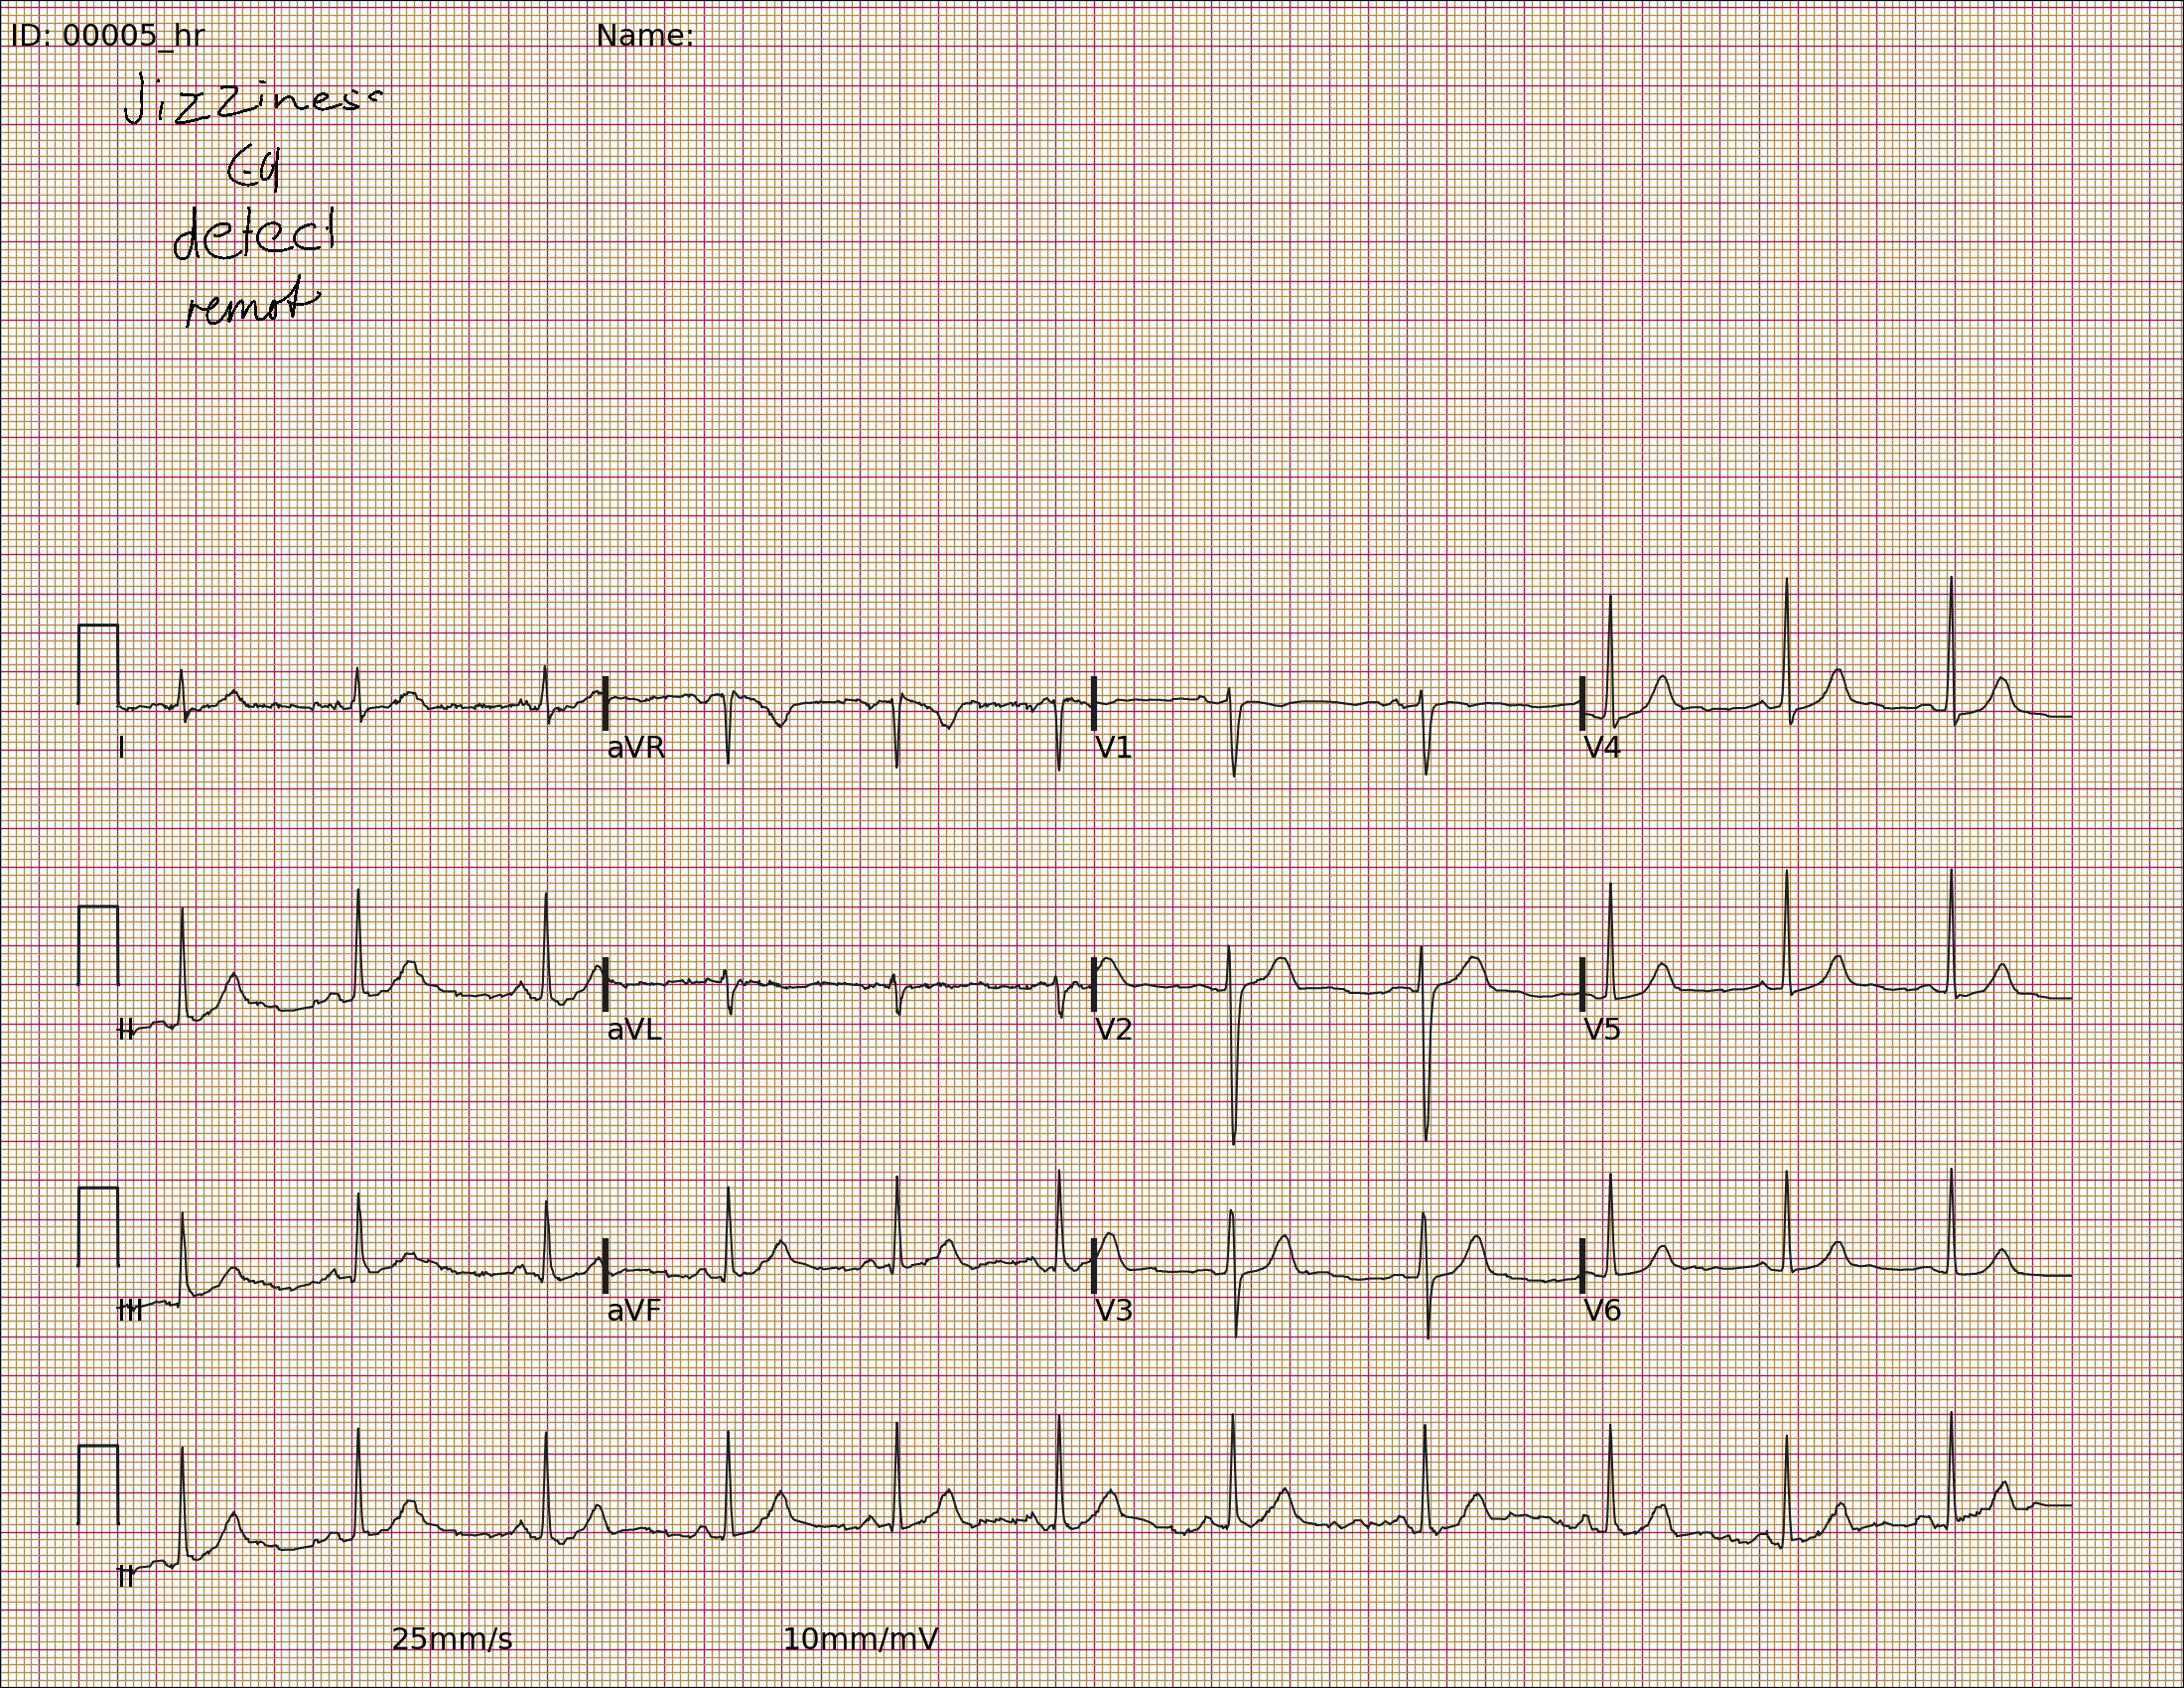 ID: 00005_hr Name:
Jizziness
detect
remot
I aVR V1 V4
II aVL V2 V5
III aVF V3 V6
II
25mm/s 10mm/mV